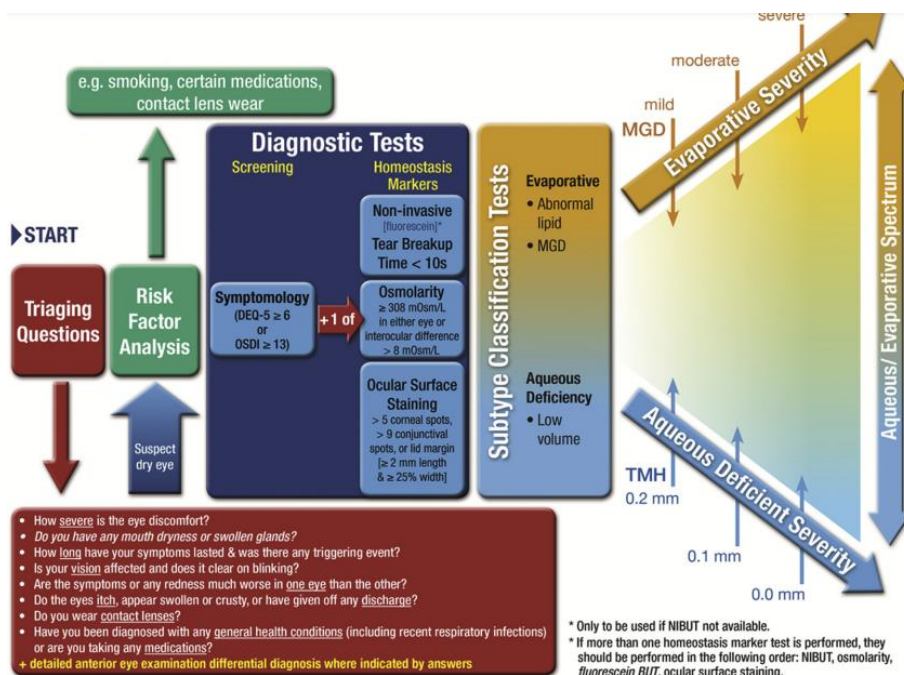 e.g. smoking, certain medications,
contact lens wear
START
Triaging
Questions
Risk
Factor
Analysis
Suspect
dry eye
Diagnostic Tests
Screening
Homeostasis
Markers
Symptomology
(DEQ-5 ≥ 6
or
OSDI ≥ 13)
+1 of
Non-invasive
[fluorescein]*
Tear Breakup
Time < 10s
Osmolarity
≥ 308 mOsm/L
in either eye or
interocular difference
> 8 mOsm/L
Ocular Surface
Staining
> 5 corneal spots,
> 9 conjunctival
spots, or lid margin
[≥ 2 mm length
& ≥ 25% width]
Subtype Classification Tests
Evaporative
• Abnormal
lipid
• MGD
Aqueous
Deficiency
• Low
volume
severe
moderate
mild
MGD
Evaporative Severity
Aqueous/ Evaporative Spectrum
Aqueous Deficient Severity
TMH
0.2 mm
0.1 mm
0.0 mm
• How severe is the eye discomfort?
• Do you have any mouth dryness or swollen glands?
• How long have your symptoms lasted & was there any triggering event?
• Is your vision affected and does it clear on blinking?
• Are the symptoms or any redness much worse in one eye than the other?
• Do the eyes itch, appear swollen or crusty, or have given off any discharge?
• Do you wear contact lenses?
• Have you been diagnosed with any general health conditions (including recent respiratory infections)
or are you taking any medications?
+ detailed anterior eye examination differential diagnosis where indicated by answers
* Only to be used if NIBUT not available.
* If more than one homeostasis marker test is performed, they
should be performed in the following order: NIBUT, osmolarity,
fluorescein BUT, ocular surface staining.